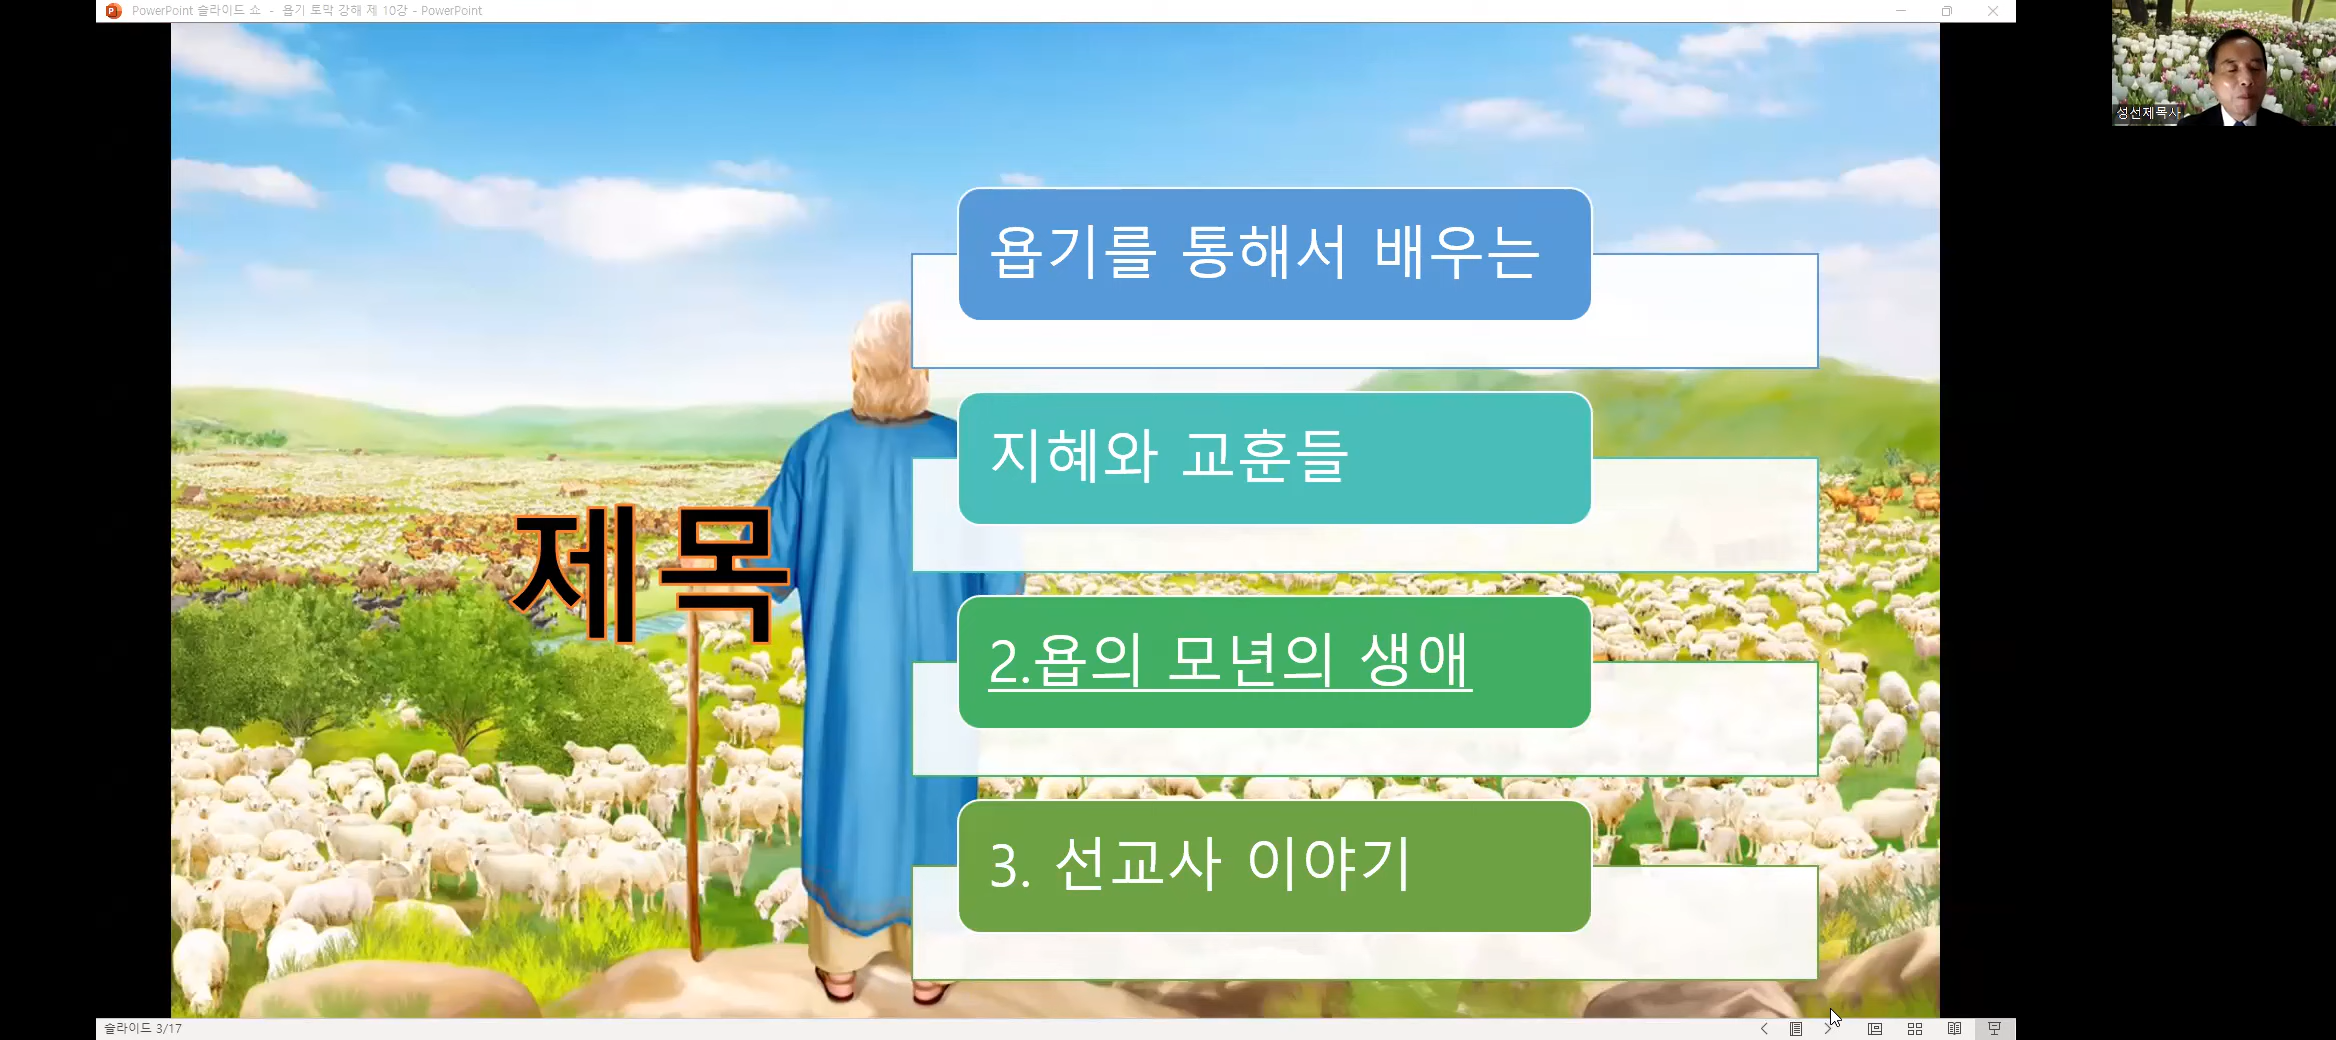 PowerPoint 슬라이드 쇼 - 욥기 토막 강해 제 10강 - PowerPoint
성선제목사
욥기를 통해서 배우는
지혜와 교훈들
제목
2.욥의 모년의 생애
3. 선교사 이야기
슬라이드 3/17